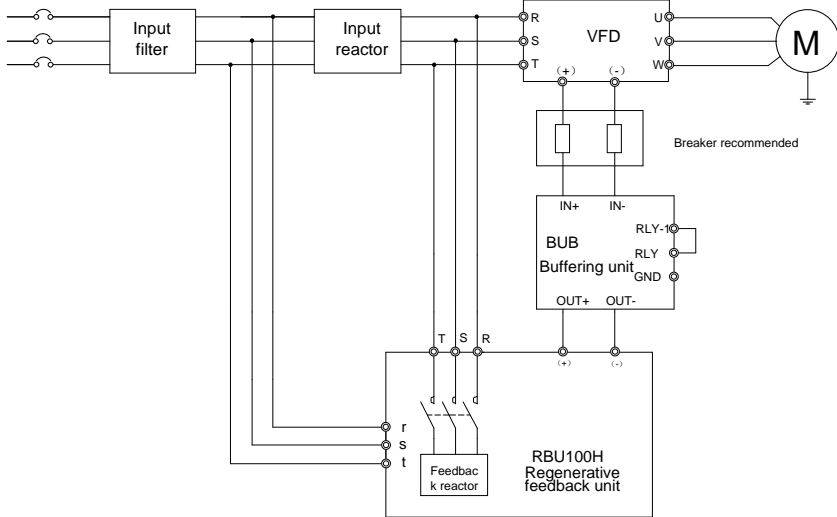 Input
filter
Input
reactor
R
S
T
VFD
(+)
(-)
U
V
W
M
Breaker recommended
IN+
IN-
BUB
Buffering unit
RLY-1
RLY
GND
OUT+
OUT-
T
S
R
(+)
(-)
r
s
t
Feedbac
k reactor
RBU100H
Regenerative
feedback unit